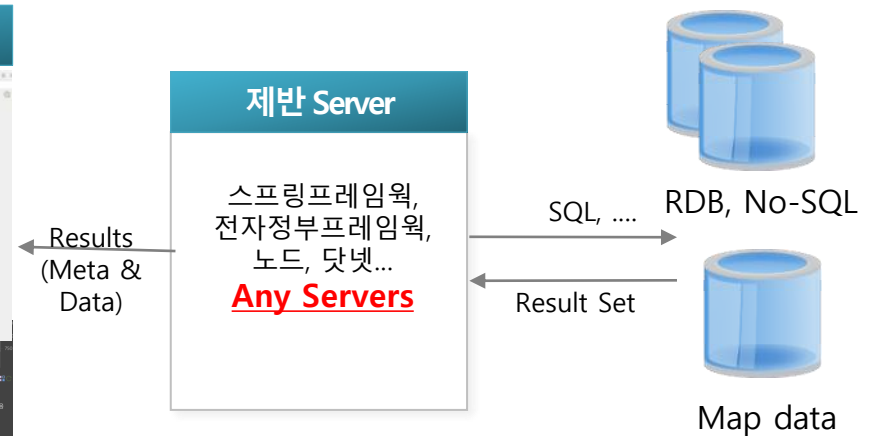 제반 Server
스프링프레임웍,
전자정부프레임웍,
노드, 닷넷...
Any Servers
Results
(Meta &
Data)
SQL, ....
Result Set
RDB, No-SQL
Map data